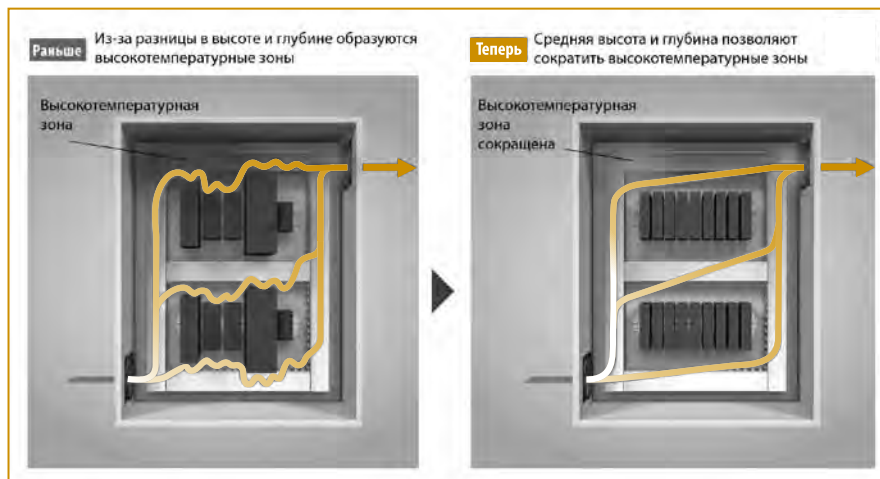 Раньше
Из-за разницы в высоте и глубине образуются
высокотемпературные зоны
Высокотемпературная
зона
Теперь
Средняя высота и глубина позволяют
сократить высокотемпературные зоны
Высокотемпературная
зона
сокращена